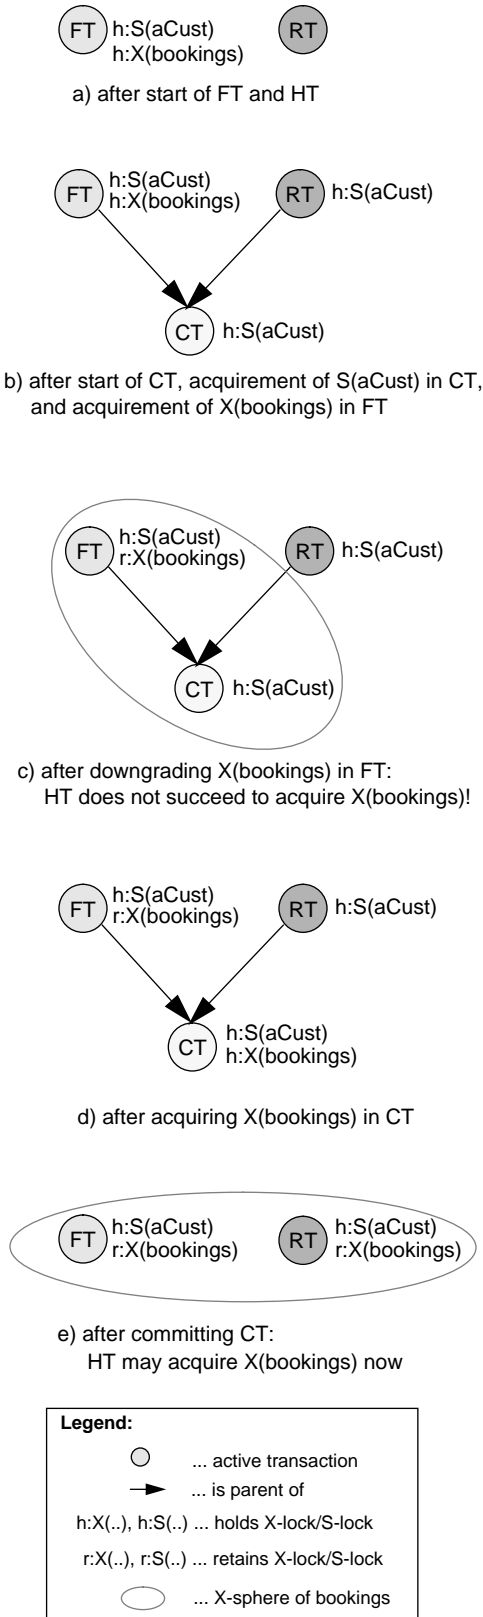 FT h:S(aCust) RT
h:X(bookings)
a) after start of FT and HT
h:S(aCust)
FT h:X(bookings) RT h:S(aCust)
CT h:S(aCust)
b) after start of CT, acquirement of S(aCust) in CT,
and acquirement of X(bookings) in FT
h:S(aCust)
FT r:X(bookings) RT h:S(aCust)
CT h:S(aCust)
c) after downgrading X(bookings) in FT:
HT does not succeed to acquire X(bookings)!
h:S(aCust)
FT r:X(bookings) RT h:S(aCust)
h:S(aCust)
CT h:X(bookings)
d) after acquiring X(bookings) in CT
h:S(aCust) h:S(aCust)
FT r:X(bookings) RT r:X(bookings)
e) after committing CT:
HT may acquire X(bookings) now
Legend:
... active transaction
... is parent of
h:X(..), h:S(..) ... holds X-lock/S-lock
r:X(..), r:S(..) ... retains X-lock/S-lock
... X-sphere of bookings